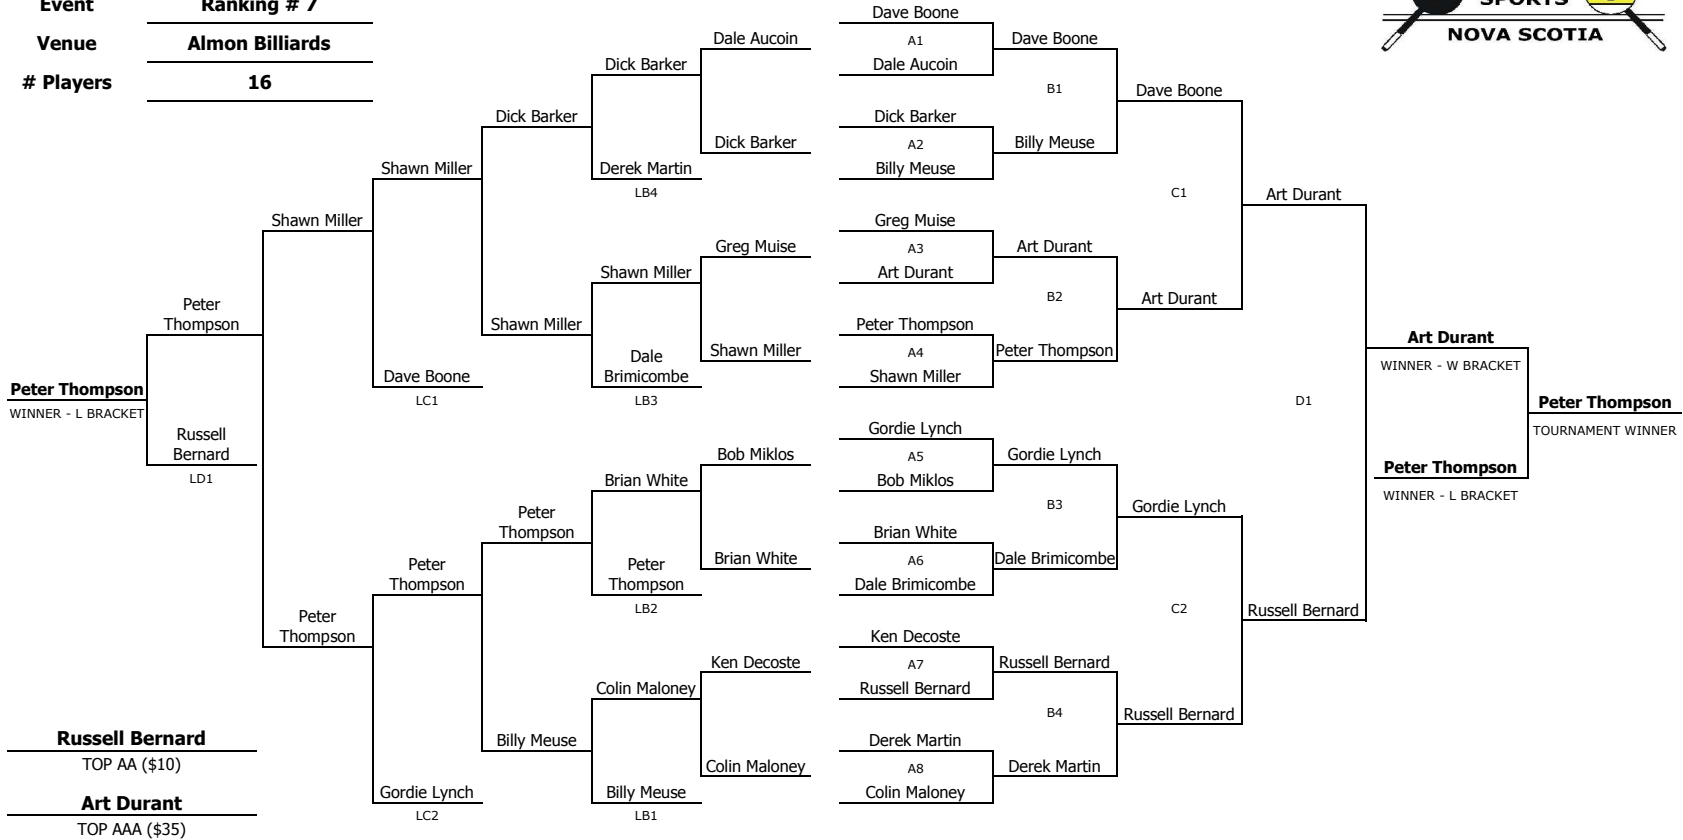 Event Ranking # 7
Venue Almon Billiards
# Players 16
SPORTS
NOVA SCOTIA
Peter Thompson
WINNER - L BRACKET
Peter
Thompson
Russell
Bernard
LD1
Shawn Miller
Peter
Thompson
Shawn Miller
Dave Boone
LC1
Peter
Thompson
Gordie Lynch
LC2
Dick Barker
Shawn Miller
Peter
Thompson
Billy Meuse
Dick Barker
Derek Martin
LB4
Shawn Miller
Dale
Brimicombe
LB3
Brian White
Peter
Thompson
LB2
Colin Maloney
Billy Meuse
LB1
Dale Aucoin
Dick Barker
Greg Muise
Shawn Miller
Bob Miklos
Brian White
Ken Decoste
Colin Maloney
Dave Boone
A1
Dale Aucoin
Dick Barker
A2
Billy Meuse
Greg Muise
A3
Art Durant
Peter Thompson
A4
Shawn Miller
Gordie Lynch
A5
Bob Miklos
Brian White
A6
Dale Brimicombe
Ken Decoste
A7
Russell Bernard
Derek Martin
A8
Colin Maloney
Dave Boone
B1
Billy Meuse
Art Durant
B2
Peter Thompson
Gordie Lynch
B3
Dale Brimicombe
Russell Bernard
B4
Derek Martin
Dave Boone
C1
Art Durant
Gordie Lynch
C2
Russell Bernard
Art Durant
D1
Russell Bernard
Art Durant
WINNER - W BRACKET
Peter Thompson
WINNER - L BRACKET
Peter Thompson
TOURNAMENT WINNER
Russell Bernard
TOP AA ($10)
Art Durant
TOP AAA ($35)